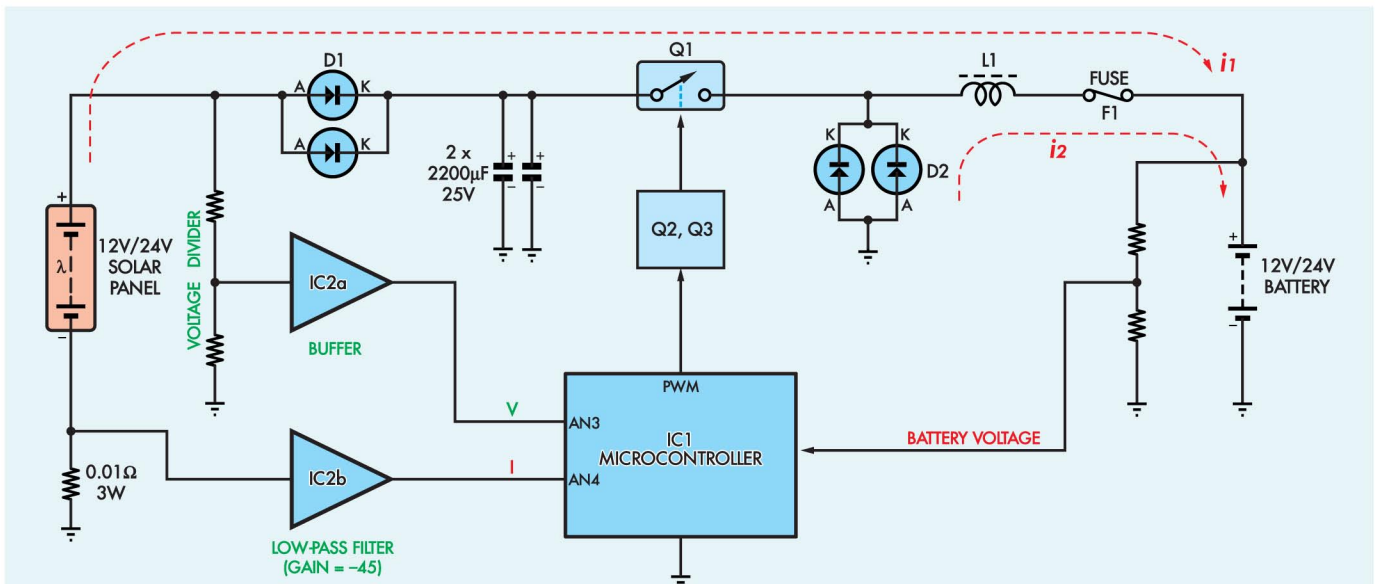 D1
A
K
A
K
Q1
L1
FUSE
F1
i1
i2
2 x
2200µF
25V
+
−
+
−
K
K
D2
A
A
Q2, Q3
+
λ
−
12V/24V
SOLAR
PANEL
VOLTAGE DIVIDER
IC2a
BUFFER
0.01Ω
3W
IC2b
LOW-PASS FILTER
(GAIN = –45)
V
I
PWM
AN3
AN4
IC1
MICROCONTROLLER
BATTERY VOLTAGE
+
−
12V/24V
BATTERY